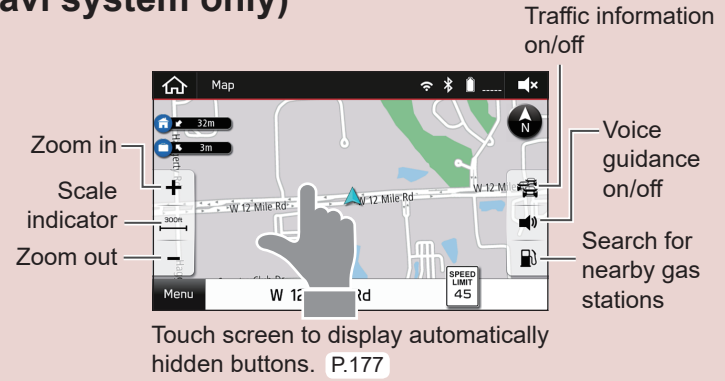 avi system only)
Traffic information
on/off
Map
N
32m
3m
Zoom in
Voice
guidance
on/off
Scale
indicator
300ft
W 12 Mile Rd
W 12 Mile Rd
W 12 M
Zoom out
Search for
nearby gas
stations
SPEED
LIMIT
45
Menu
W 12 Rd
Touch screen to display automatically
hidden buttons. P.177